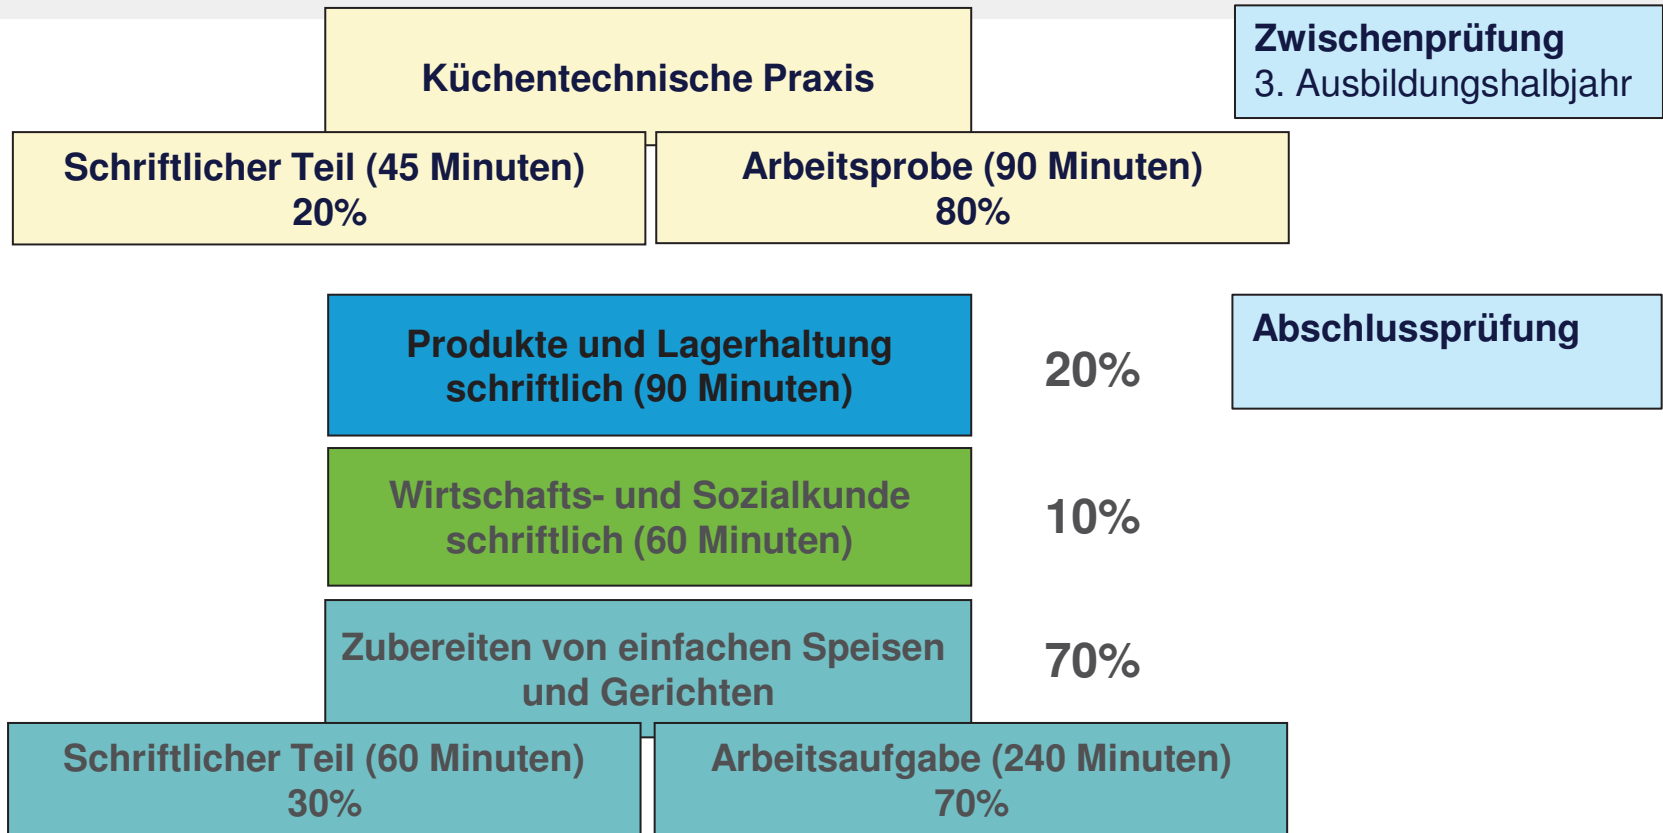 Küchentechnische Praxis
Zwischenprüfung
3. Ausbildungshalbjahr
Schriftlicher Teil (45 Minuten)
20%
Arbeitsprobe (90 Minuten)
80%
Produkte und Lagerhaltung
schriftlich (90 Minuten)
20%
Abschlussprüfung
Wirtschafts- und Sozialkunde
schriftlich (60 Minuten)
10%
Zubereiten von einfachen Speisen
und Gerichten
70%
Schriftlicher Teil (60 Minuten)
30%
Arbeitsaufgabe (240 Minuten)
70%